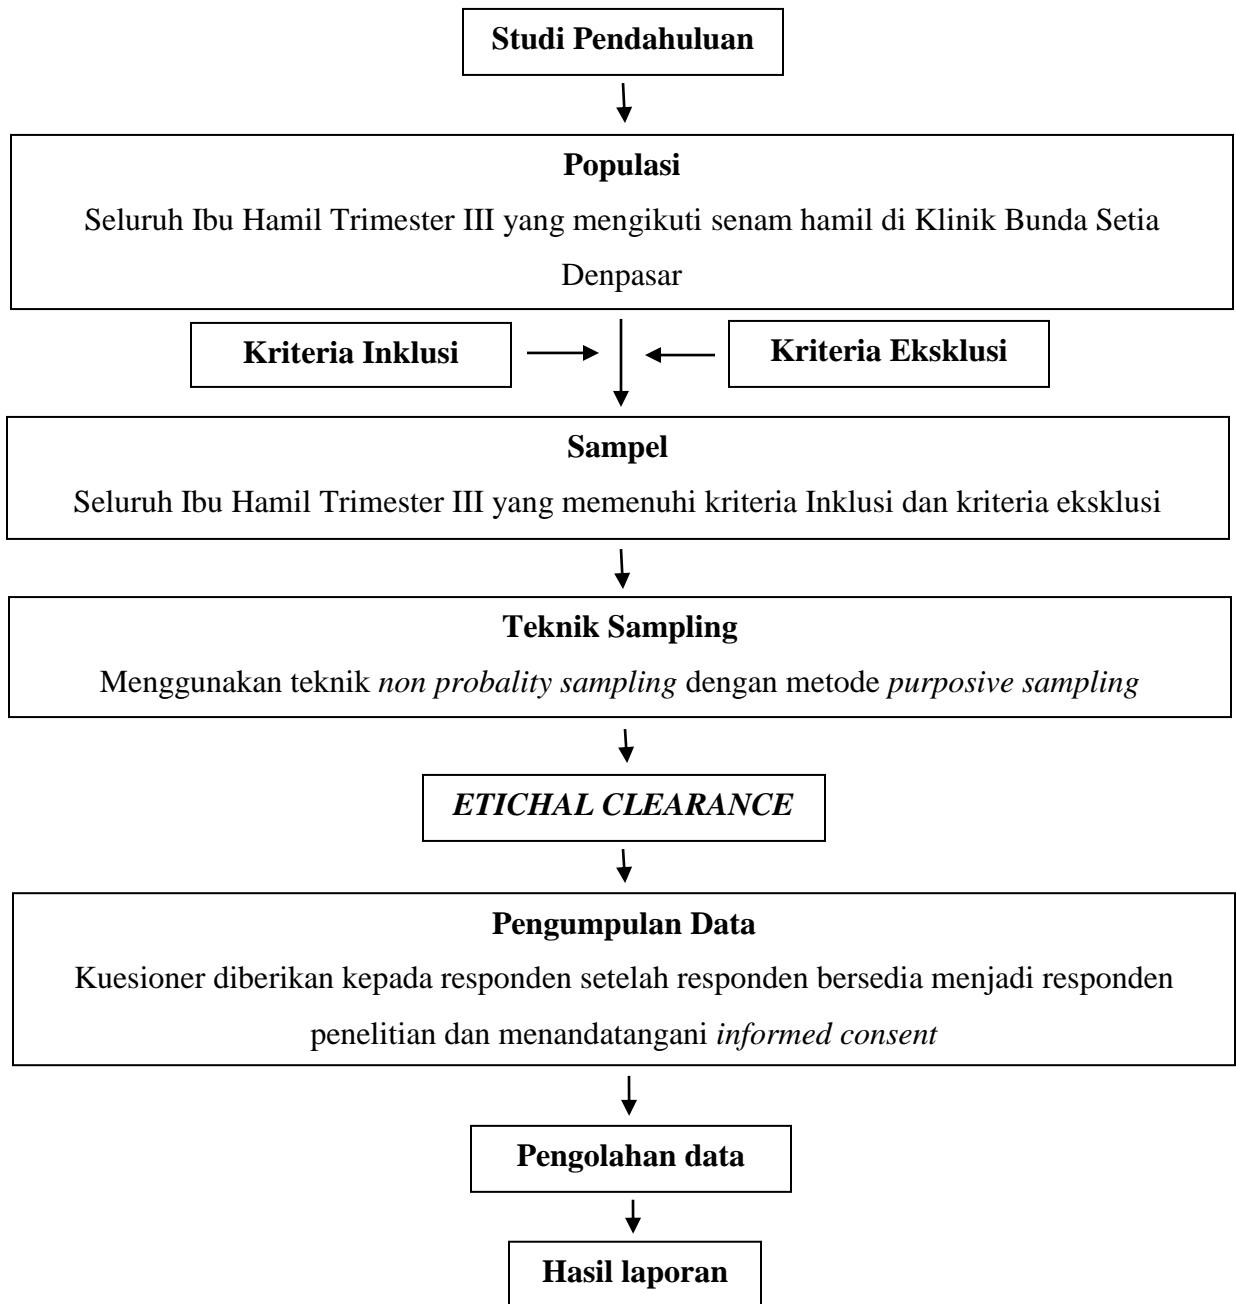 Studi Pendahuluan
Populasi
Seluruh Ibu Hamil Trimester III yang mengikuti senam hamil di Klinik Bunda Setia
Denpasar
Kriteria Inklusi
Kriteria Eksklusi
Sampel
Seluruh Ibu Hamil Trimester III yang memenuhi kriteria Inklusi dan kriteria eksklusi
Teknik Sampling
Menggunakan teknik non probality sampling dengan metode purposive sampling
ETICHAL CLEARANCE
Pengumpulan Data
Kuesioner diberikan kepada responden setelah responden bersedia menjadi responden
penelitian dan menandatangani informed consent
Pengolahan data
Hasil laporan